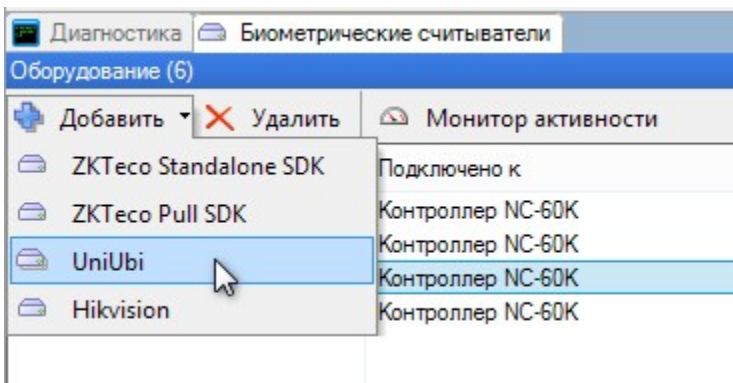 Диагностика Биометрические считыватели
Оборудование (6)
Добавить Удалить Монитор активности
ZKTeco Standalone SDK
Подключено к
ZKTeco Pull SDK
Контроллер NC-60K
Контроллер NC-60K
UniUbi
Контроллер NC-60K
Hikvision
Контроллер NC-60K